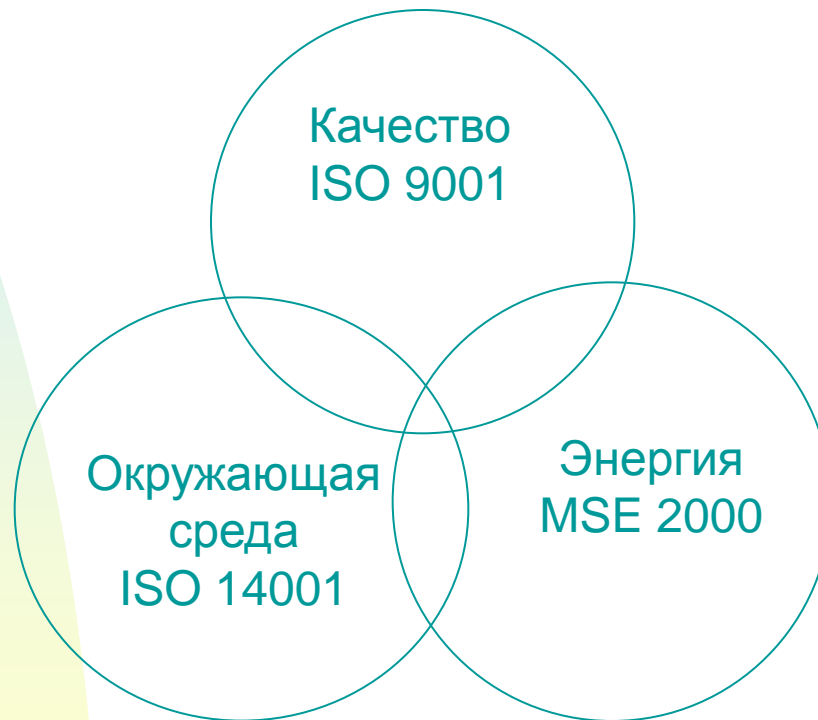 Качество
ISO 9001
Окружающая
среда
ISO 14001
Энергия
MSE 2000